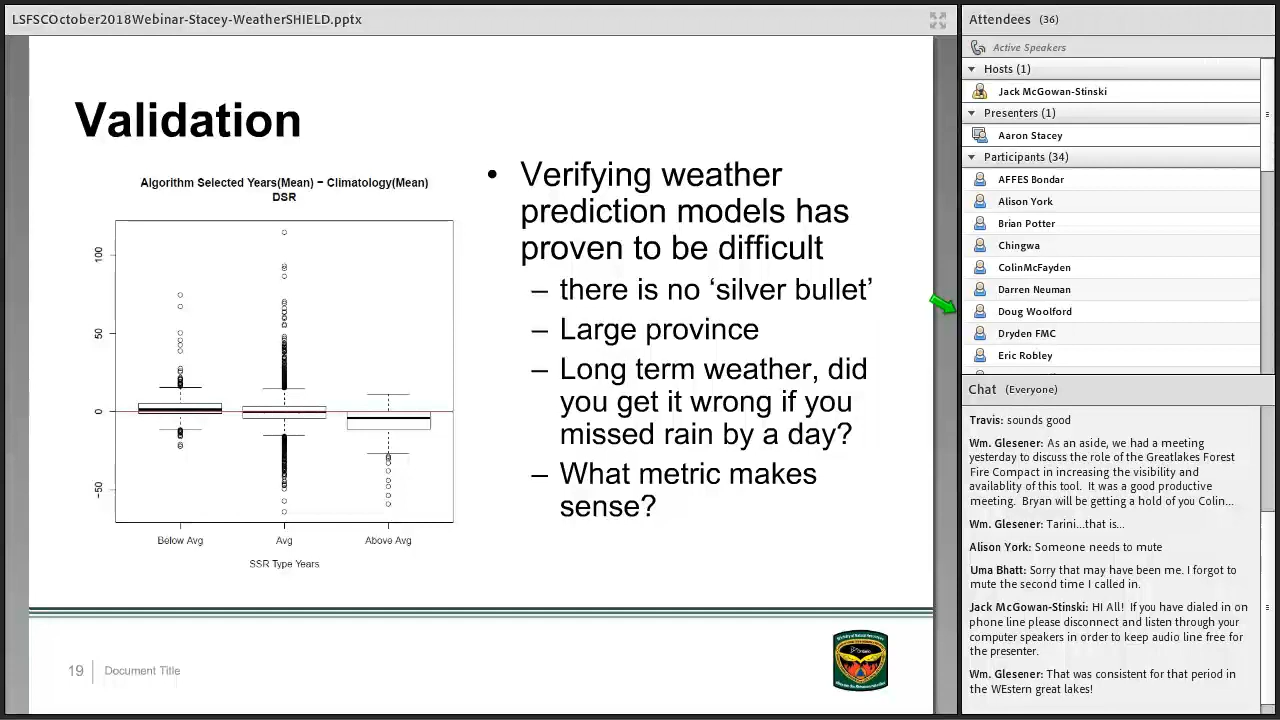 LSFSCOctober2018Webinar-Stacey-WeatherSHIELD.pptx
Validation
Algorithm Selected Years(Mean) − Climatology(Mean)
DSR
100
50
0
−50
Below Avg
Avg
Above Avg
SSR Type Years
• Verifying weather
prediction models has
proven to be difficult
– there is no ‘silver bullet’
– Large province
– Long term weather, did
you get it wrong if you
missed rain by a day?
– What metric makes
sense?
19
Document Title
Attendees (36)
Active Speakers
Hosts (1)
Jack McGowan-Stinski
Presenters (1)
Aaron Stacey
Participants (34)
AFFES Bondar
Alison York
Brian Potter
Chingwa
ColinMcFayden
Darren Neuman
Doug Woolford
Dryden FMC
Eric Robley
Chat (Everyone)
Travis: sounds good
Wm. Glesener: As an aside, we had a meeting
yesterday to discuss the role of the Greatlakes Forest
Fire Compact in increasing the visibility and
availablity of this tool. It was a good productive
meeting. Bryan will be getting a hold of you Colin...
Wm. Glesener: Tarini...that is...
Alison York: Someone needs to mute
Uma Bhatt: Sorry that may have been me. I forgot to
mute the second time I called in.
Jack McGowan-Stinski: HI All! If you have dialed in on
phone line please disconnect and listen through your
computer speakers in order to keep audio line free for
the presenter.
Wm. Glesener: That was consistent for that period in
the WEstern great lakes!